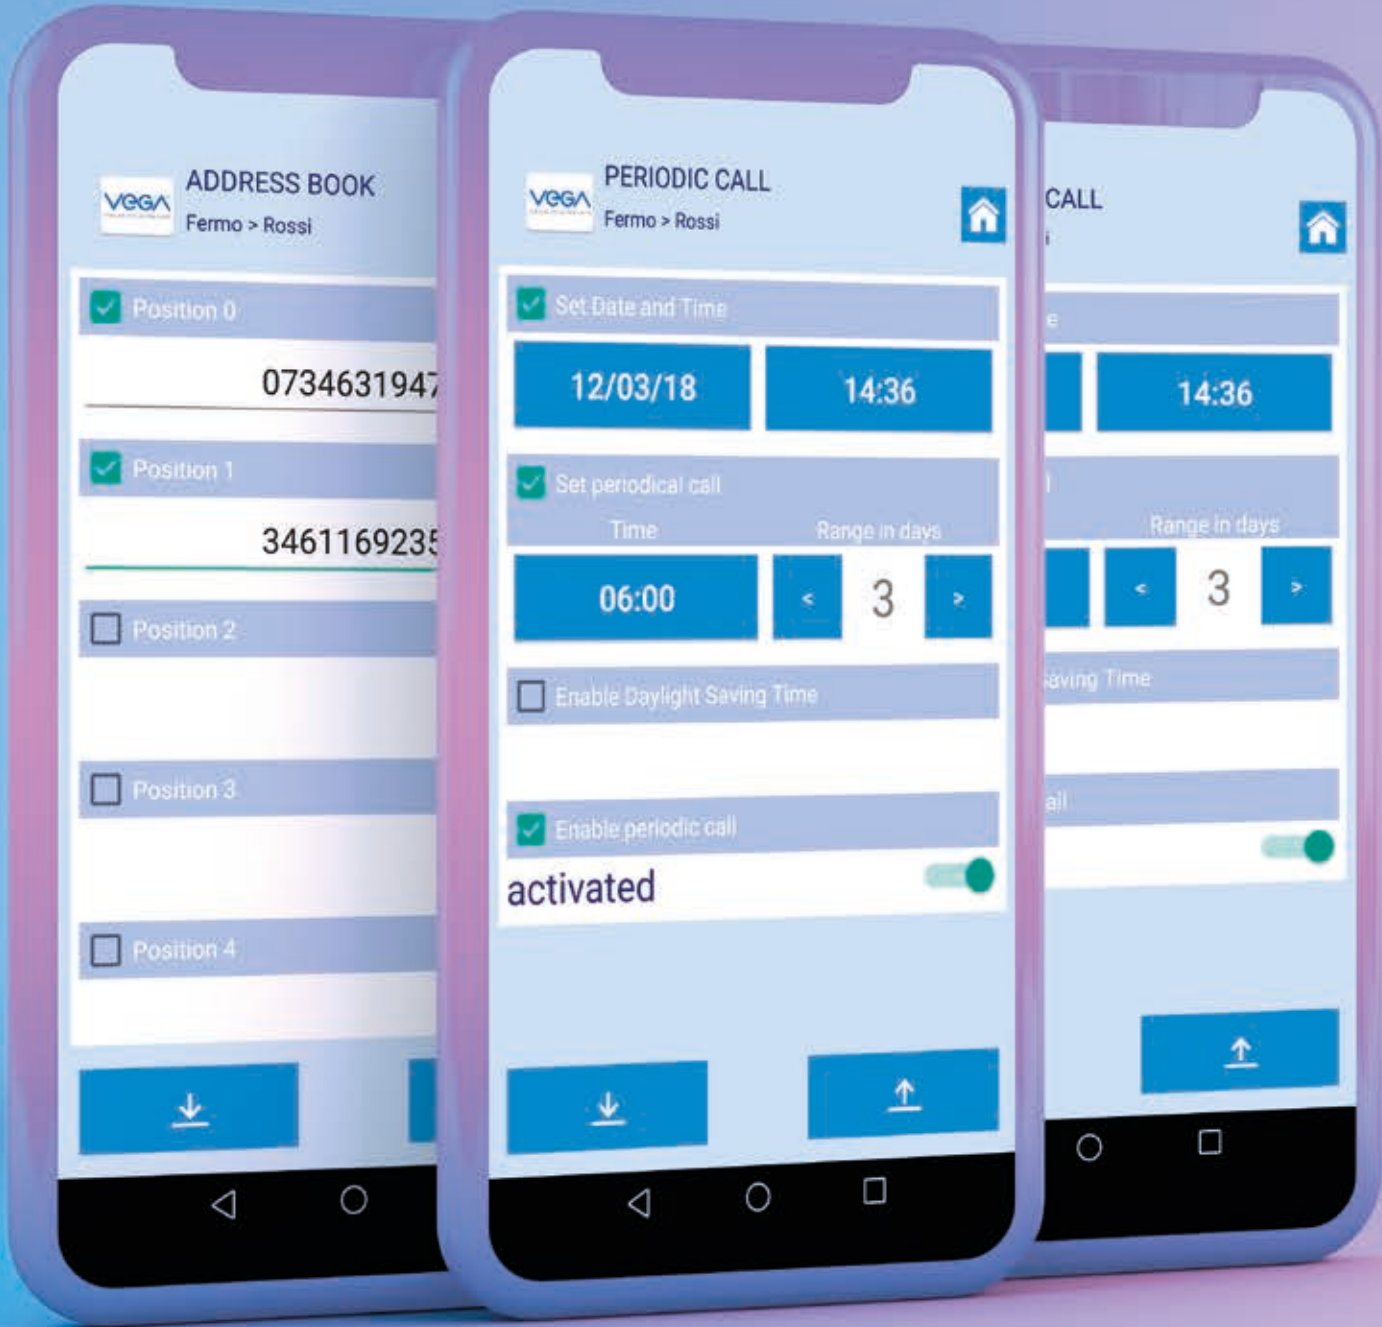 VEGA
ADDRESS BOOK
Fermo > Rossi
Position 0
0734631947
Position 1
3461169235
Position 2
Position 3
Position 4
VEGA
PERIODIC CALL
Fermo > Rossi
Set Date and Time
12/03/18 14:36
Set periodical call
Time Range in days
06:00 < 3 >
Enable Daylight Saving Time
Enable periodic call
activated
CALL
i
e
14:36
l
Range in days
< 3 >
Saving Time
all